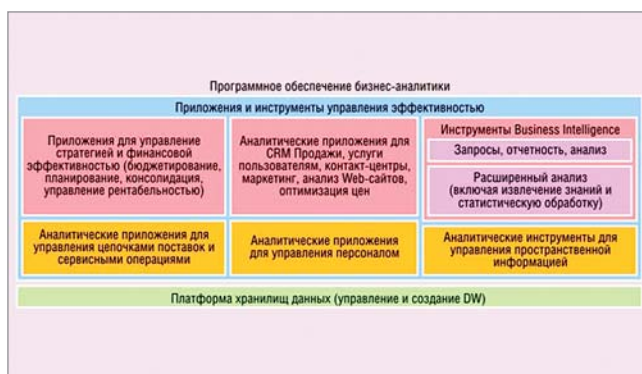 Программное обеспечение бизнес-аналитики
Приложения и инструменты управления эффективностью
Приложения для управление
стратегией и финансовой
эффективностью (бюджетирование,
планирование, консолидация,
управление рентабельностью)
Аналитические приложения для
CRM Продажи, услуги
пользователям, контакт-центры,
маркетинг, анализ Web-сайтов,
оптимизация цен
Инструменты Business Intelligence
Запросы, отчетность, анализ
Расширенный анализ
(включая извлечение знаний и
статистическую обработку)
Аналитические приложения для
управления цепочками поставок и
сервисными операциями
Аналитические приложения
для управления персоналом
Аналитические инструменты для
управления пространственной
информацией
Платформа хранилищ данных (управление и создание DW)